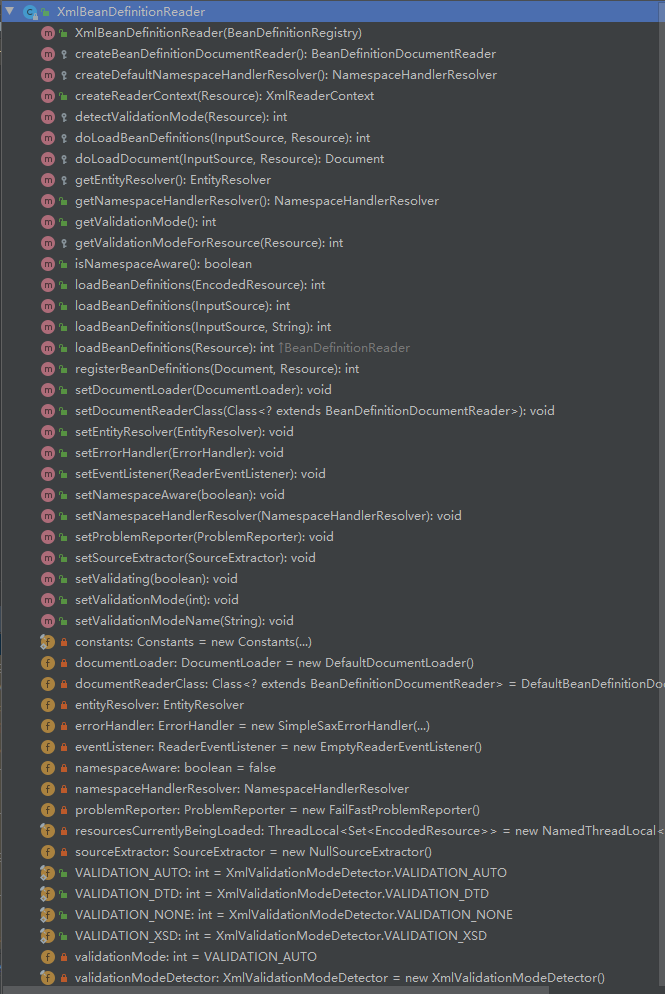 XmlBeanDefinitionReader
XmlBeanDefinitionReader(BeanDefinitionRegistry)
createBeanDefinitionDocumentReader(): BeanDefinitionDocumentReader
createDefaultNamespaceHandlerResolver(): NamespaceHandlerResolver
createReaderContext(Resource): XmlReaderContext
detectValidationMode(Resource): int
doLoadBeanDefinitions(InputSource, Resource): int
doLoadDocument(InputSource, Resource): Document
getEntityResolver(): EntityResolver
getNamespaceHandlerResolver(): NamespaceHandlerResolver
getValidationMode(): int
getValidationModeForResource(Resource): int
isNamespaceAware(): boolean
loadBeanDefinitions(EncodedResource): int
loadBeanDefinitions(InputSource): int
loadBeanDefinitions(InputSource, String): int
loadBeanDefinitions(Resource): int ↑BeanDefinitionReader
registerBeanDefinitions(Document, Resource): int
setDocumentLoader(DocumentLoader): void
setDocumentReaderClass(Class<? extends BeanDefinitionDocumentReader>): void
setEntityResolver(EntityResolver): void
setErrorHandler(ErrorHandler): void
setEventListener(ReaderEventListener): void
setNamespaceAware(boolean): void
setNamespaceHandlerResolver(NamespaceHandlerResolver): void
setProblemReporter(ProblemReporter): void
setSourceExtractor(SourceExtractor): void
setValidating(boolean): void
setValidationMode(int): void
setValidationModeName(String): void
constants: Constants = new Constants(...)
documentLoader: DocumentLoader = new DefaultDocumentLoader()
documentReaderClass: Class<? extends BeanDefinitionDocumentReader> = DefaultBeanDefinitionDoc
entityResolver: EntityResolver
errorHandler: ErrorHandler = new SimpleSaxErrorHandler(...)
eventListener: ReaderEventListener = new EmptyReaderEventListener()
namespaceAware: boolean = false
namespaceHandlerResolver: NamespaceHandlerResolver
problemReporter: ProblemReporter = new FailFastProblemReporter()
resourcesCurrentlyBeingLoaded: ThreadLocal<Set<EncodedResource>> = new NamedThreadLocal<
sourceExtractor: SourceExtractor = new NullSourceExtractor()
VALIDATION_AUTO: int = XmlValidationModeDetector.VALIDATION_AUTO
VALIDATION_DTD: int = XmlValidationModeDetector.VALIDATION_DTD
VALIDATION_NONE: int = XmlValidationModeDetector.VALIDATION_NONE
VALIDATION_XSD: int = XmlValidationModeDetector.VALIDATION_XSD
validationMode: int = VALIDATION_AUTO
validationModeDetector: XmlValidationModeDetector = new XmlValidationModeDetector()